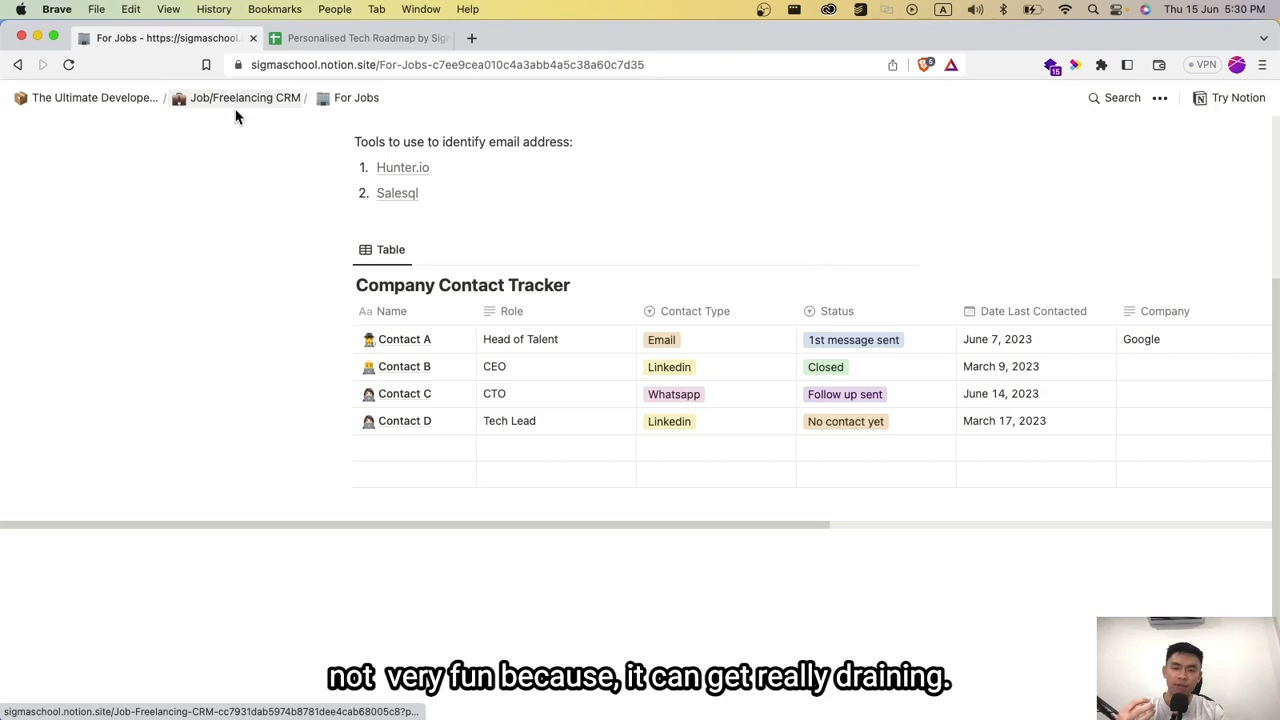 Brave File Edit View History Bookmarks People Tab Window Help Thu 15 Jun 5:30 PM
For Jobs - https://sigmaschool. Personalised Tech Roadmap by Sig
sigmaschool.notion.site/For-Jobs-c7ee9cea010c4a3abb4a5c38a60c7d35 6 15 VPN
The Ultimate Develope... / Job/Freelancing CRM / For Jobs Search Try Notion
Tools to use to identify email address:
1. Hunter.io
2. Salesql
Table
Company Contact Tracker
Aa Name Role Contact Type Status Date Last Contacted Company
Contact A Head of Talent Email 1st message sent June 7, 2023 Google
Contact B CEO Linkedin Closed March 9, 2023
Contact C CTO Whatsapp Follow up sent June 14, 2023
Contact D Tech Lead Linkedin No contact yet March 17, 2023
not very fun because, it can get really draining.
sigmaschool.notion.site/Job-Freelancing-CRM-cc7931dab5974b8781dee4cab68005c8?p...